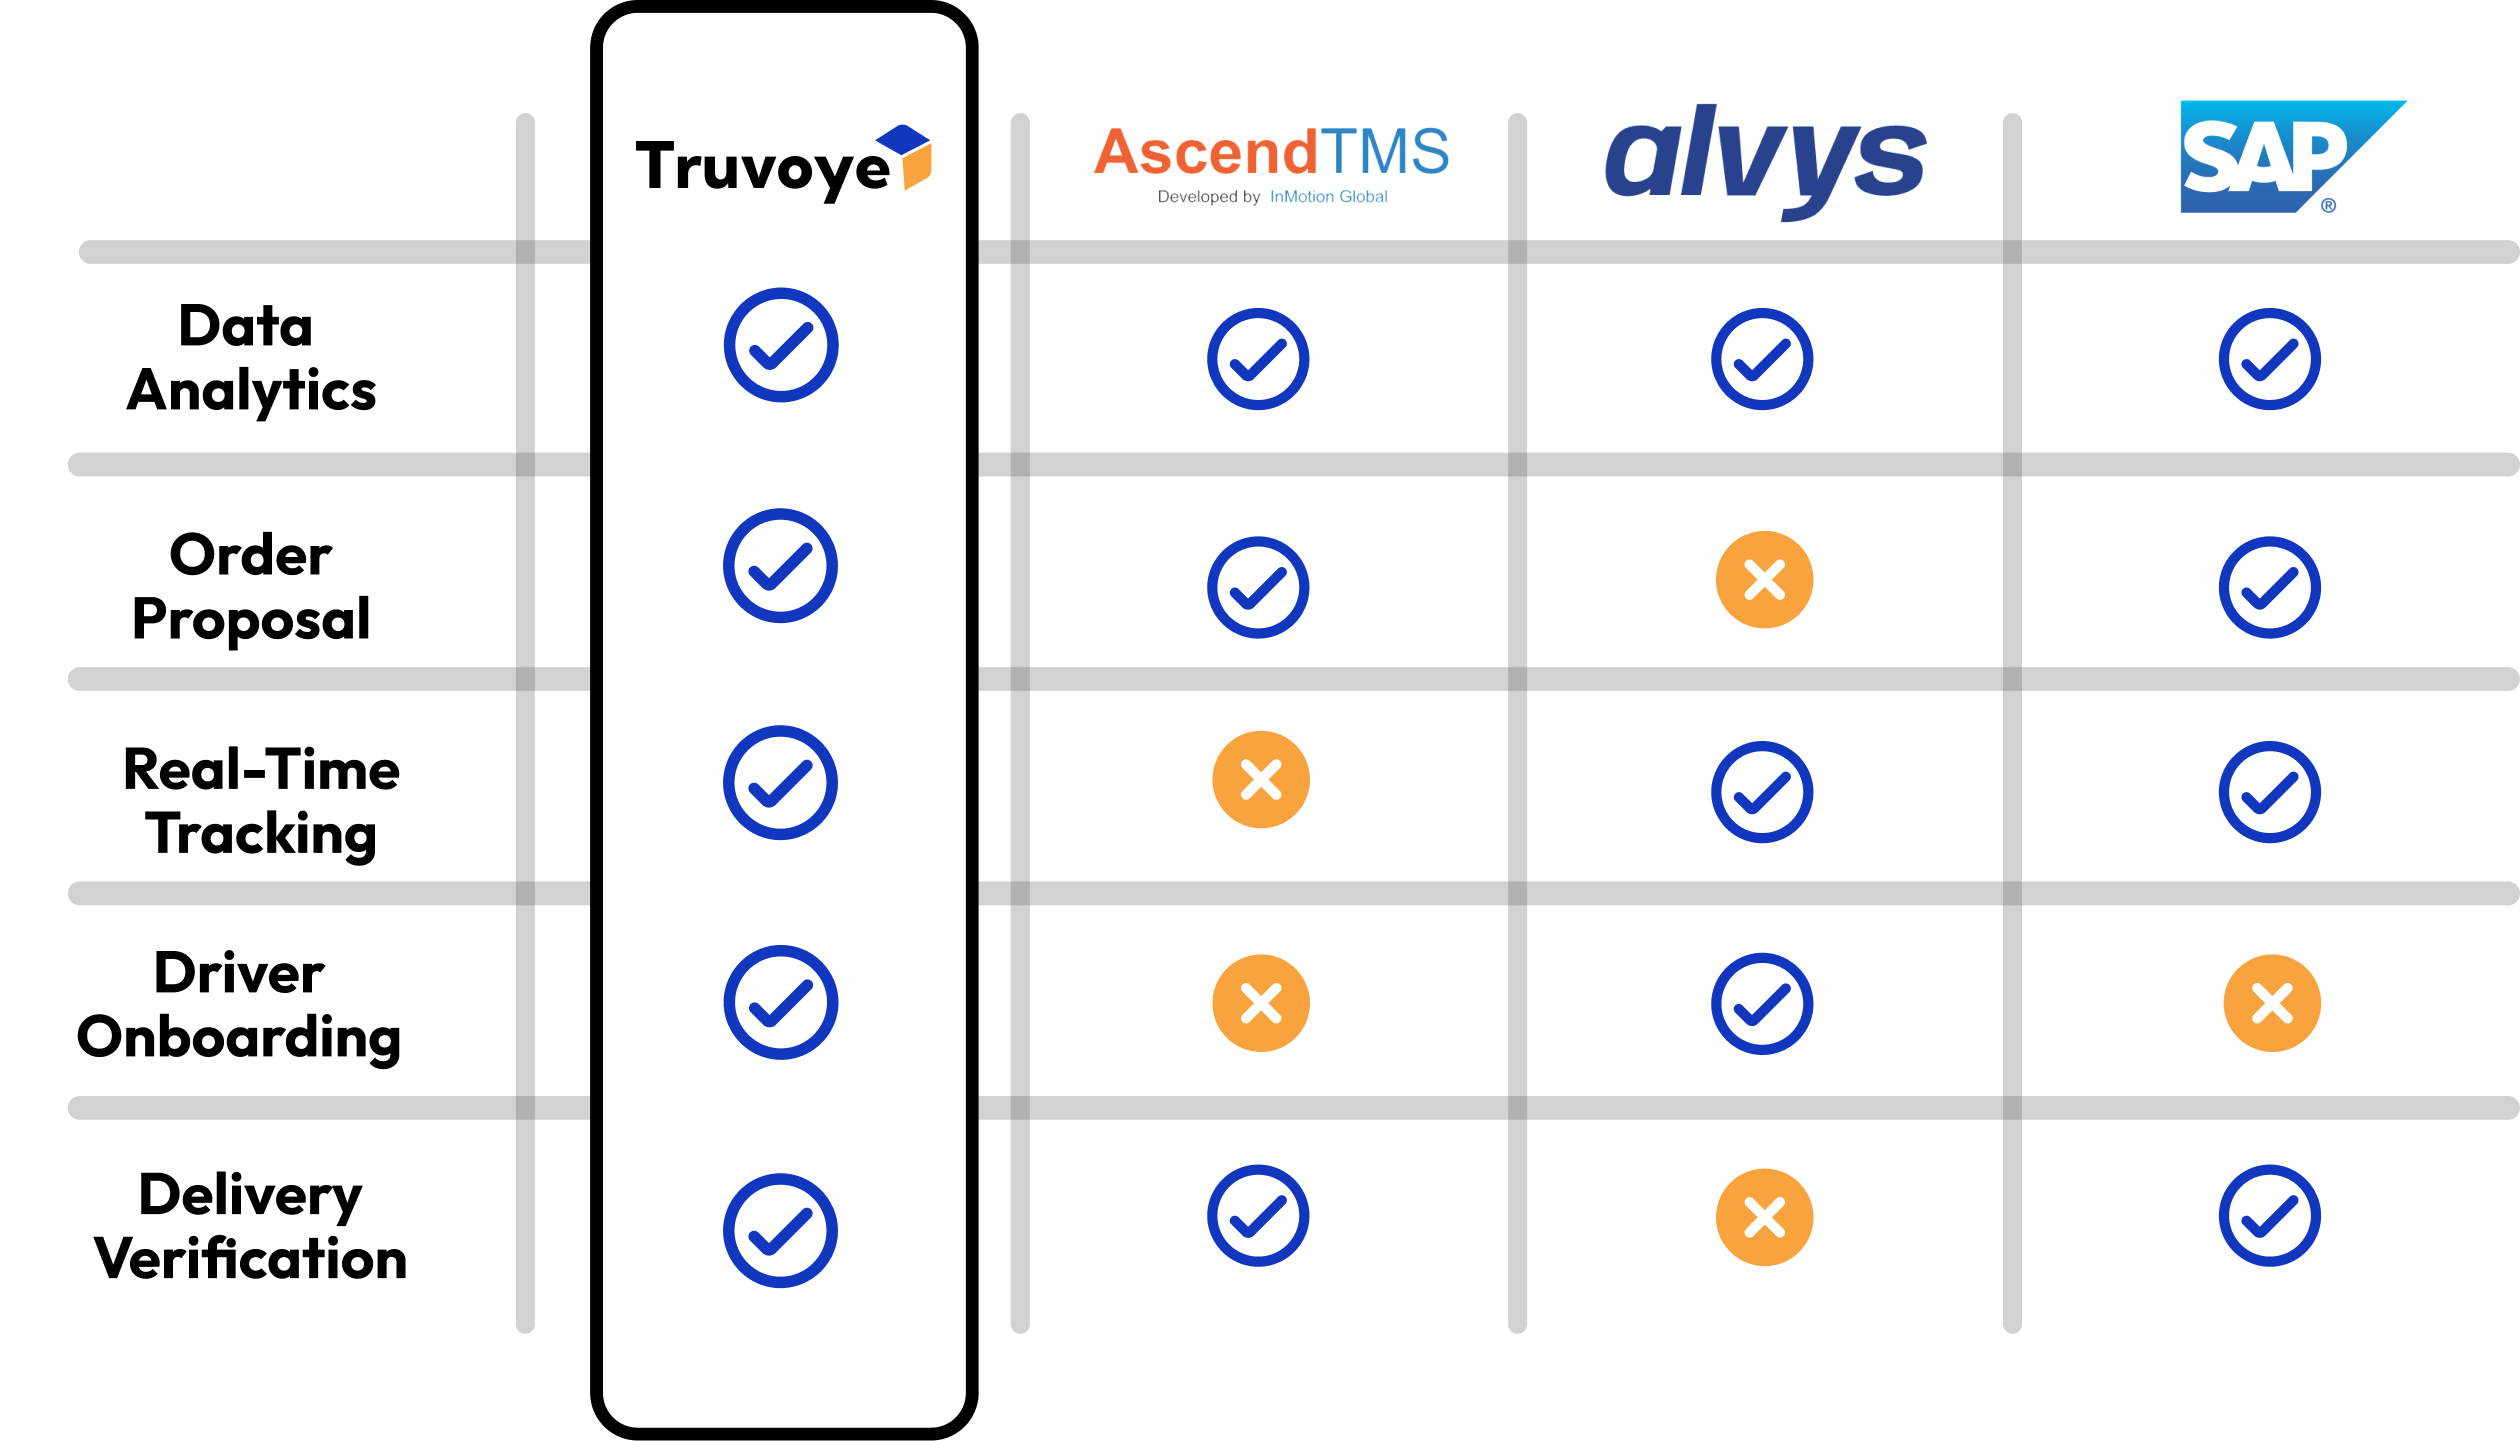 Truvoye
AscendTMS
Developed by InMotion Global
alvys
SAP
®
Data
Analytics
Order
Proposal
Real-Time
Tracking
Driver
Onboarding
Delivery
Verification